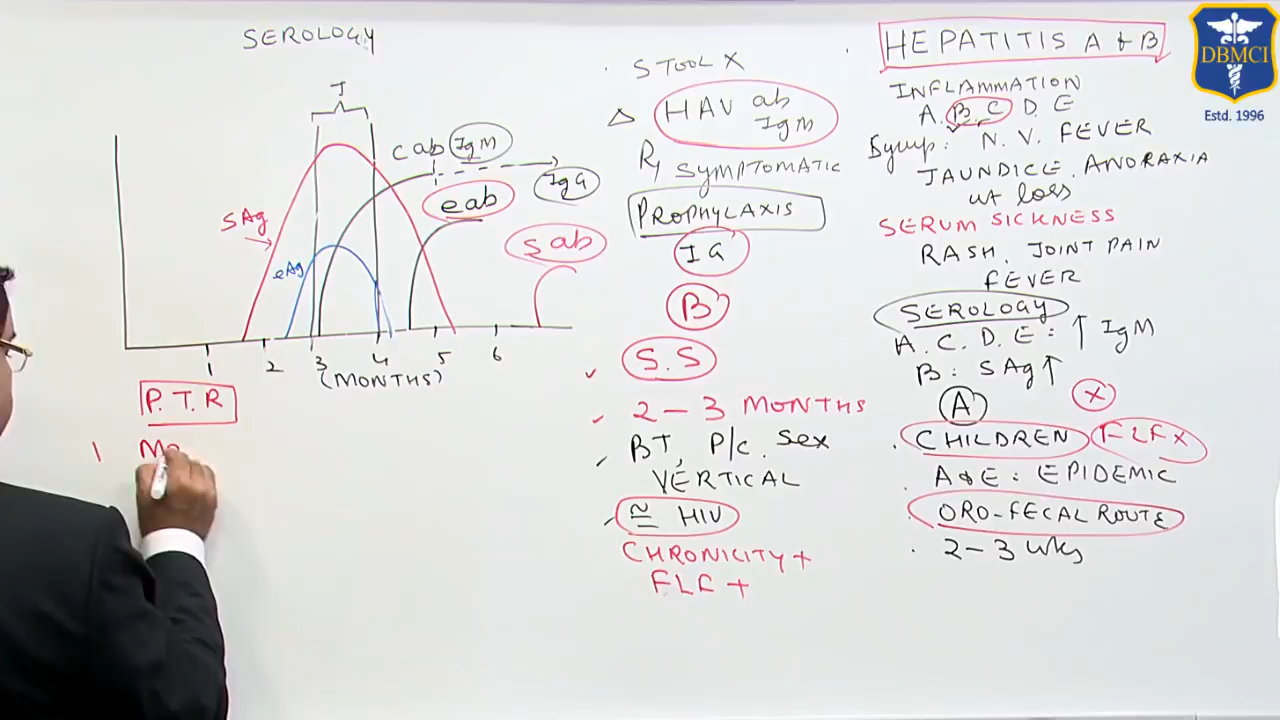 SEROLOGY
J
c ab IgM
IgG
eab
SAg
sab
eAg
1 2 3 4 5 6
(MONTHS)
P. T. R
1
STOOL X
△ HAV ab
IgM
Rx SYMPTOMATIC
PROPHYLAXIS
IG
B
S.S
2-3 MONTHS
BT, P/C. Sex
VERTICAL
≅ HIV
CHRONICITY +
FLF +
HEPATITIS A & B
INFLAMMATION
A. B. C D E
Symp: N. V. FEVER
JAUNDICE. ANORAXIA
wt loss
SERUM SICKNESS
RASH, JOINT PAIN
FEVER
SEROLOGY
A. C. D. E: ↑ IgM
B: SAg ↑
A X
CHILDREN FLF X
A & E: EPIDEMIC
ORO-FECAL ROUTE
2-3 wks
DBMCI
Estd. 1996